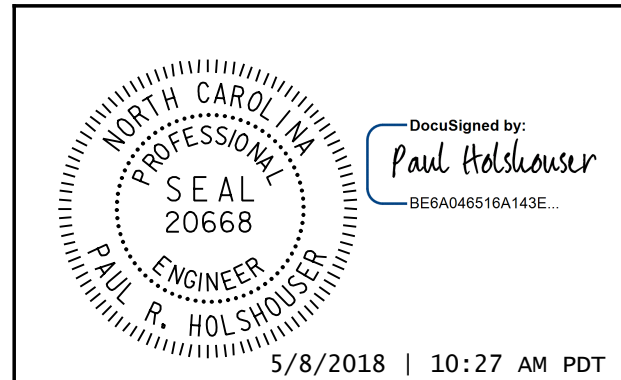 NORTH CAROLINA
PROFESSIONAL
SEAL
20668
ENGINEER
PAUL R. HOLSHOUSER
DocuSigned by:
Paul Holshouser
BE6A046516A143E...
5/8/2018 | 10:27 AM PDT